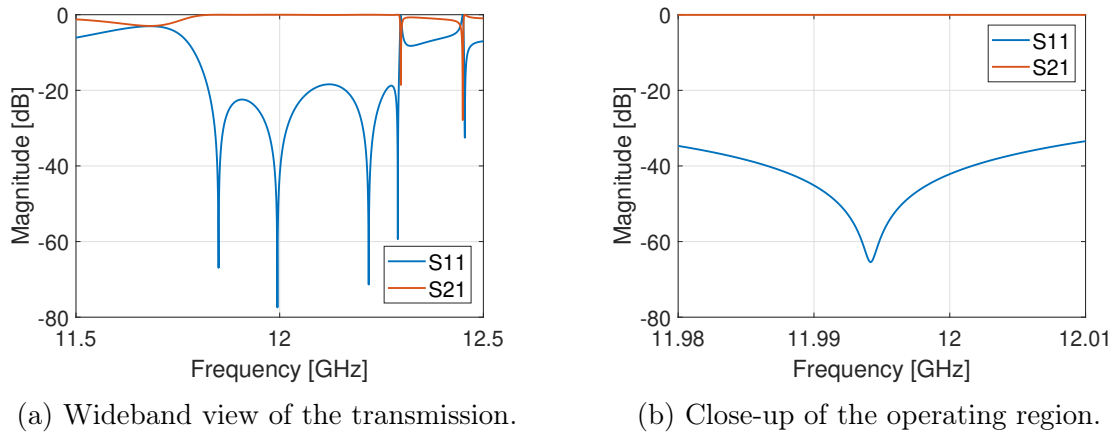 0
-20
-40
-60
-80
Magnitude [dB]
11.5
12
12.5
Frequency [GHz]
S11
S21
(a) Wideband view of the transmission.
0
-20
-40
-60
-80
Magnitude [dB]
11.98
11.99
12
12.01
Frequency [GHz]
S11
S21
(b) Close-up of the operating region.